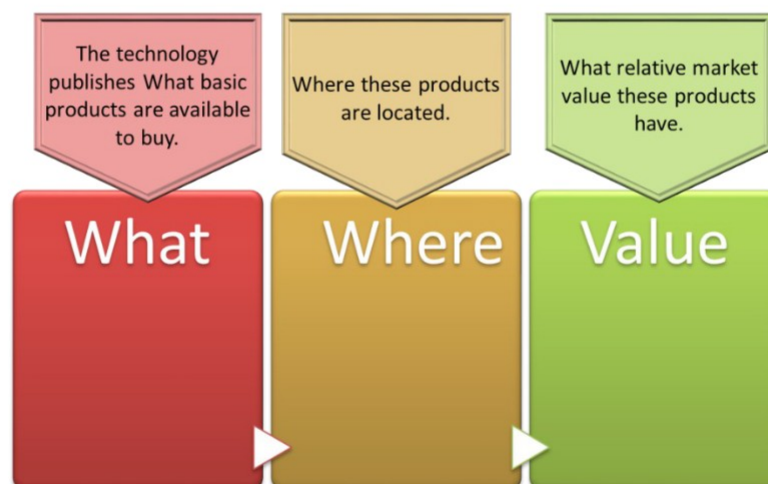 The technology
publishes What basic
products are available
to buy.
Where these products
are located.
What relative market
value these products
have.
What
Where
Value